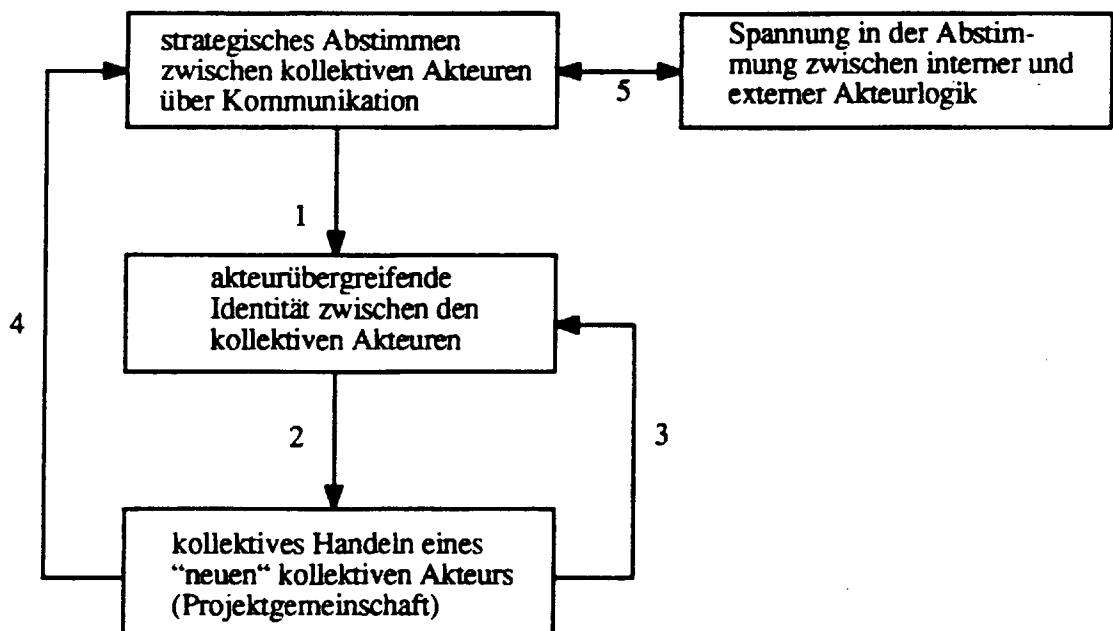 strategisches Abstimmen
zwischen kollektiven Akteuren
über Kommunikation
Spannung in der Abstim-
mung zwischen interner und
externer Akteurlogik
5
1
akteurübergreifende
Identität zwischen den
kollektiven Akteuren
4
2
3
kollektives Handeln eines
“neuen“ kollektiven Akteurs
(Projektgemeinschaft)